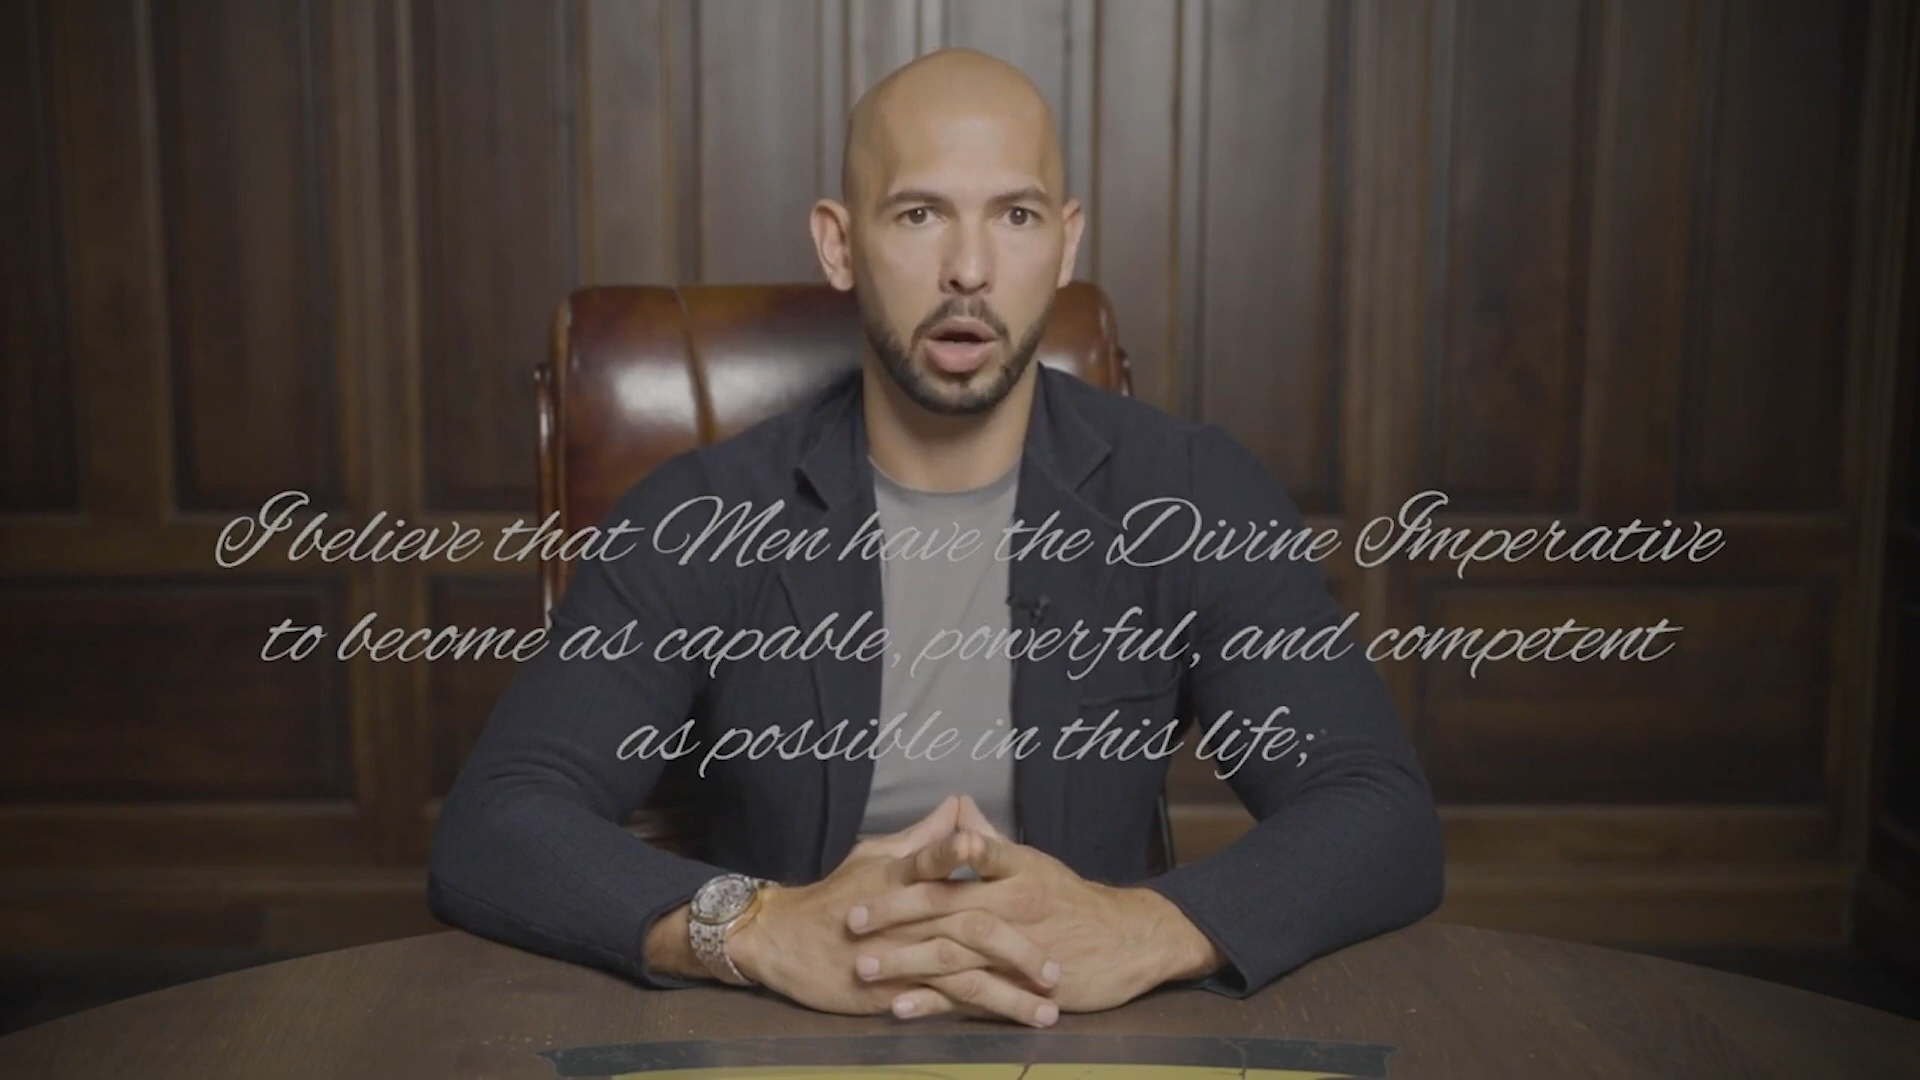 I believe that Men have the Divine Imperative
to become as capable, powerful, and competent
as possible in this life;